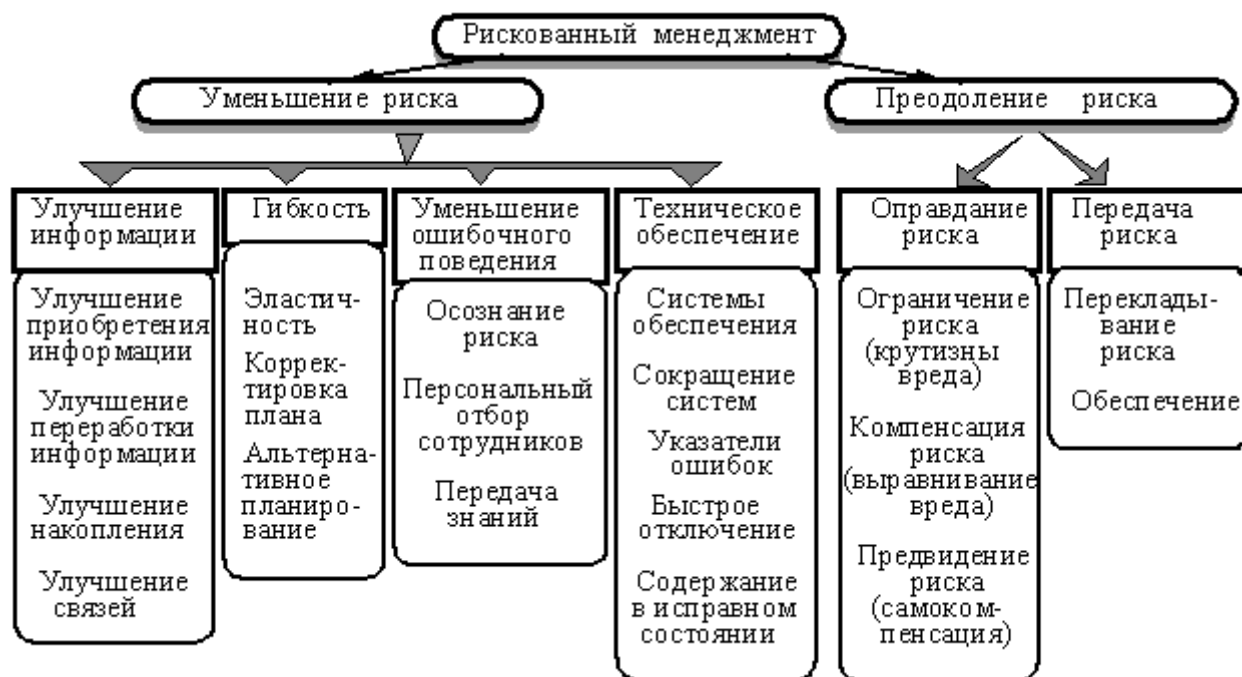 Рискованный менеджмент
Уменьшение риска
Преодоление риска
Улучшение
информации
Улучшение
приобретения
информации
Улучшение
переработки
информации
Улучшение
накопления
Улучшение
связей
Гибкость
Эластич-
ность
Коррек-
тировка
плана
Альтерна-
тивное
планиро-
вание
Уменьшение
ошибочного
поведения
Осознание
риска
Персональный
отбор
сотрудников
Передача
знаний
Техническое
обеспечение
Системы
обеспечения
Сокращение
систем
Указатели
ошибок
Быстрое
отключение
Содержание
в исправном
состоянии
Оправдание
риска
Ограничение
риска
(крутизны
вреда)
Компенсация
риска
(выравнивание
вреда)
Предвидение
риска
(самоком-
пенсация)
Передача
риска
Перекладыва-
вание
риска
Обеспечение